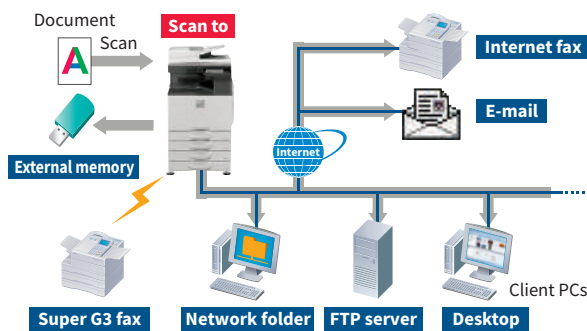 Document
Scan to
Scan
A
Internet fax
E-mail
External memory
Internet
Client PCs
Super G3 fax
Network folder
FTP server
Desktop